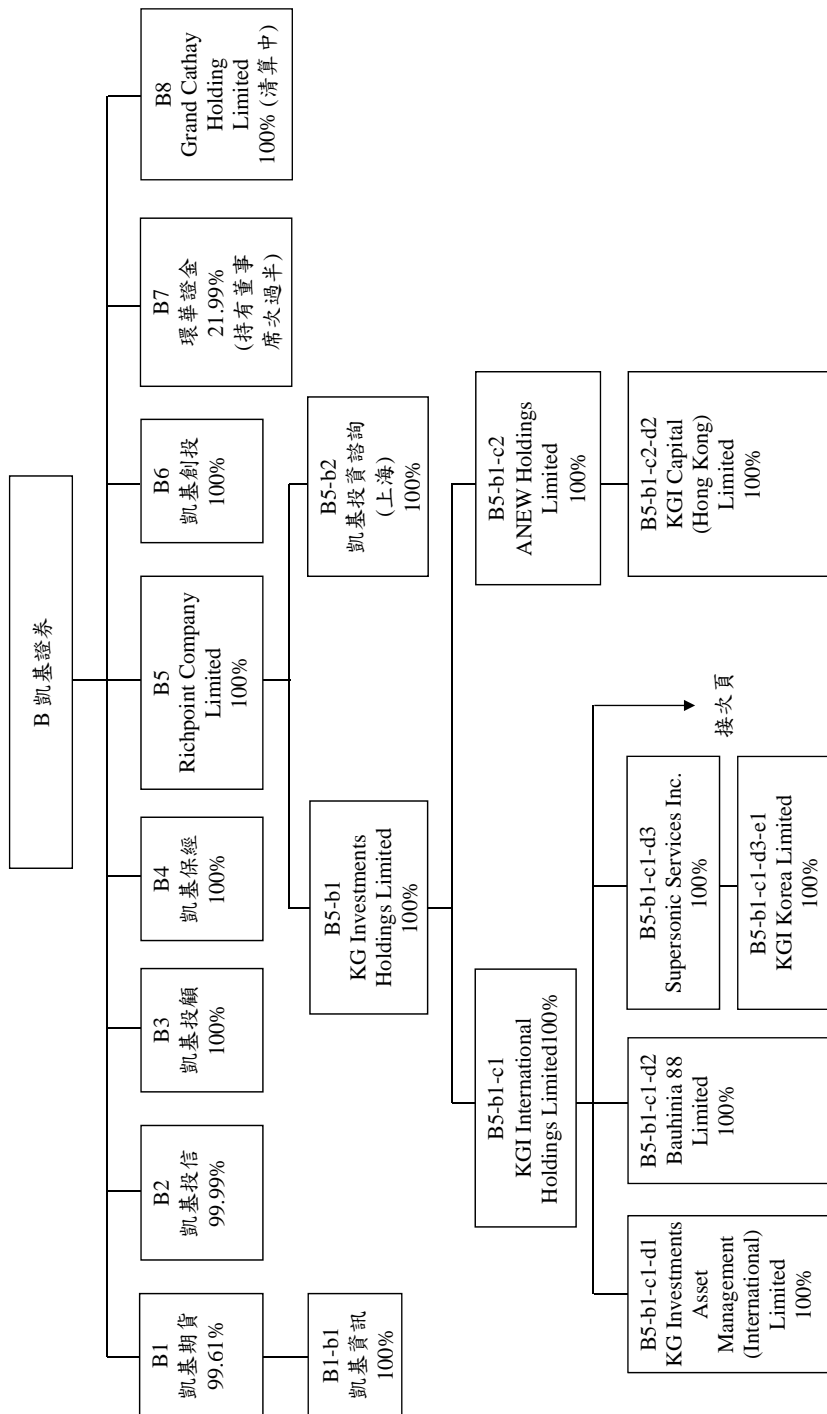 B 凱基證券
B1
凱基期貨
99.61%
B2
凱基投信
99.99%
B3
凱基投顧
100%
B4
凱基保經
100%
B5
Richpoint Company
Limited
100%
B6
凱基創投
100%
B7
環華證金
21.99%
(持有董事
席次過半)
B8
Grand Cathay
Holding
Limited
100% (清算中)
B1-b1
凱基資訊
100%
B5-b1
KG Investments
Holdings Limited
100%
B5-b2
凱基投資諮詢
(上海)
100%
B5-b1-c1
KGI International
Holdings Limited100%
B5-b1-c2
ANEW Holdings
Limited
100%
B5-b1-c1-d1
KG Investments
Asset
Management
(International)
Limited
100%
B5-b1-c1-d2
Bauhinia 88
Limited
100%
B5-b1-c1-d3
Supersonic Services Inc.
100%
接次頁
B5-b1-c2-d2
KGI Capital
(Hong Kong)
Limited
100%
B5-b1-c1-d3-e1
KGI Korea Limited
100%